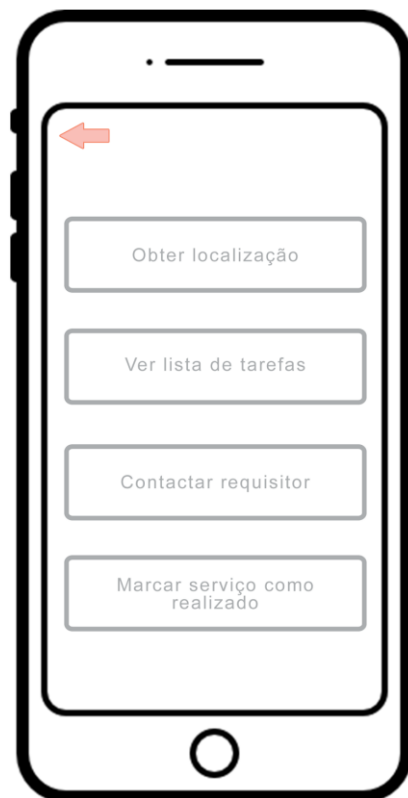 Obter localização
Ver lista de tarefas
Contactar requisitor
Marcar serviço como
realizado